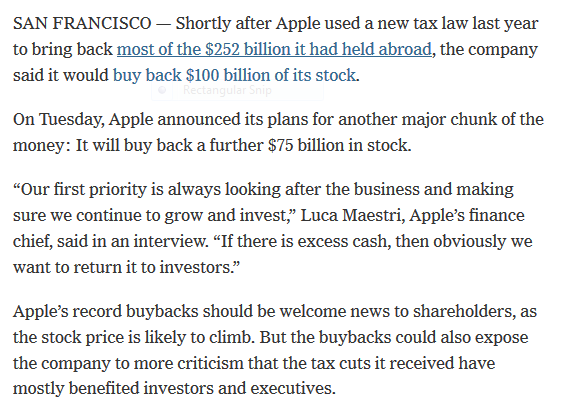 SAN FRANCISCO — Shortly after Apple used a new tax law last year
to bring back most of the $252 billion it had held abroad, the company
said it would buy back $100 billion of its stock.
Rectangular Snip
On Tuesday, Apple announced its plans for another major chunk of the
money: It will buy back a further $75 billion in stock.
“Our first priority is always looking after the business and making
sure we continue to grow and invest,” Luca Maestri, Apple’s finance
chief, said in an interview. “If there is excess cash, then obviously we
want to return it to investors.”
Apple’s record buybacks should be welcome news to shareholders, as
the stock price is likely to climb. But the buybacks could also expose
the company to more criticism that the tax cuts it received have
mostly benefited investors and executives.